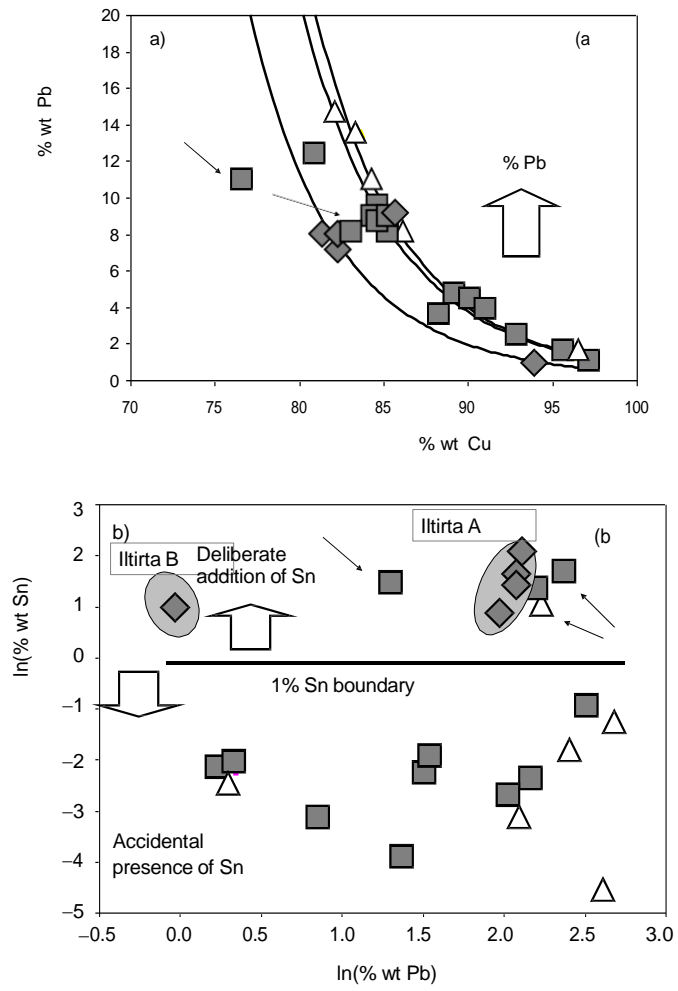 20
18
16
14
12
10
8
6
4
2
0
% wt Pb
a)
(a
% Pb
70
75
80
85
90
95
100
% wt Cu
3
2
1
0
−1
−2
−3
−4
−5
ln(% wt Sn)
b)
Iltirta A
(b
Iltirta B
Deliberate
addition of Sn
1% Sn boundary
Accidental
presence of Sn
−0.5
0.0
0.5
1.0
1.5
2.0
2.5
3.0
ln(% wt Pb)